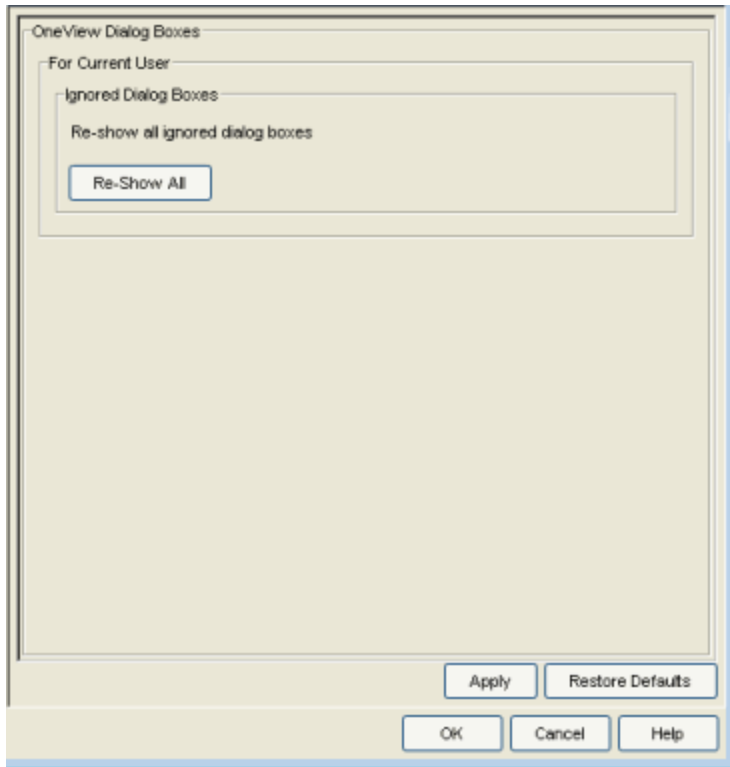 OneView Dialog Boxes
For Current User
Ignored Dialog Boxes
Re-show all ignored dialog boxes
Re-Show All
Apply
Restore Defaults
OK
Cancel
Help